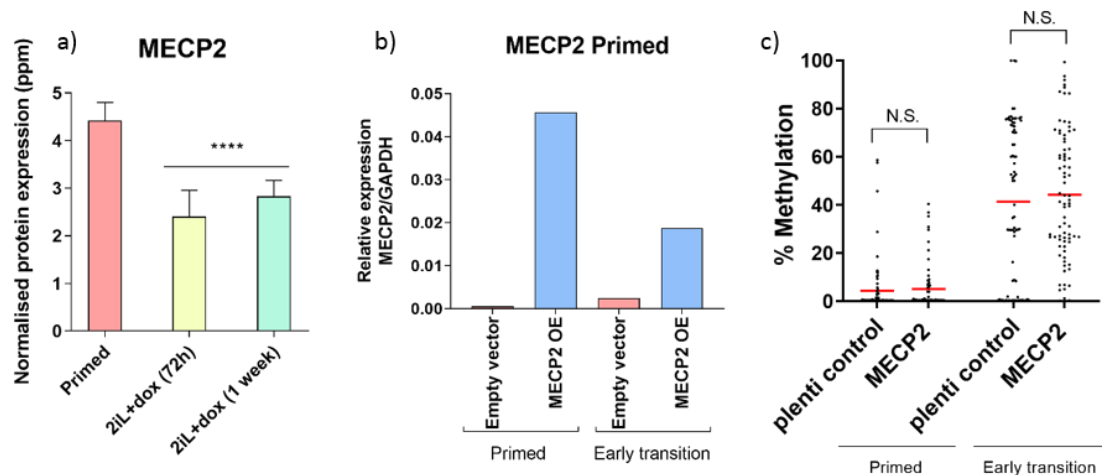 a)
MECP2
Normalised protein expression (ppm)
5
4
3
2
1
0
****
Primed
2iL+dox (72h)
2iL+dox (1 week)
b)
MECP2 Primed
Relative expression
MECP2/GAPDH
0.05
0.04
0.03
0.02
0.01
0.00
Empty vector
MECP2 OE
Empty vector
MECP2 OE
Primed
Early transition
c)
% Methylation
100
80
60
40
20
0
N.S.
N.S.
plenti control
MECP2
plenti control
MECP2
Primed
Early transition